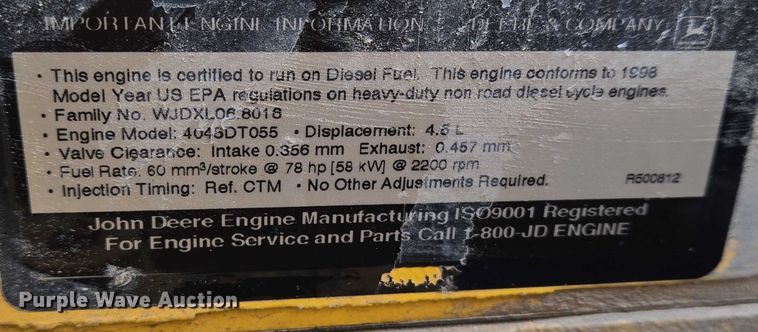 IMPORTANT ENGINE INFORMATION DEERE & COMPANY
• This engine is certified to run on Diesel Fuel. This engine conforms to 1998
Model Year US EPA regulations on heavy-duty non road diesel cycle engines.
• Family No. WJDXL06.8018
• Engine Model: 4045DT055 • Displacement: 4.5 L
• Valve Clearance: Intake 0.356 mm Exhaust: 0.457 mm
• Fuel Rate: 60 mm³/stroke @ 78 hp [58 kW] @ 2200 rpm
• Injection Timing: Ref. CTM • No Other Adjustments Required. R500812
John Deere Engine Manufacturing ISO9001 Registered
For Engine Service and Parts Call 1-800-JD ENGINE
Purple Wave Auction